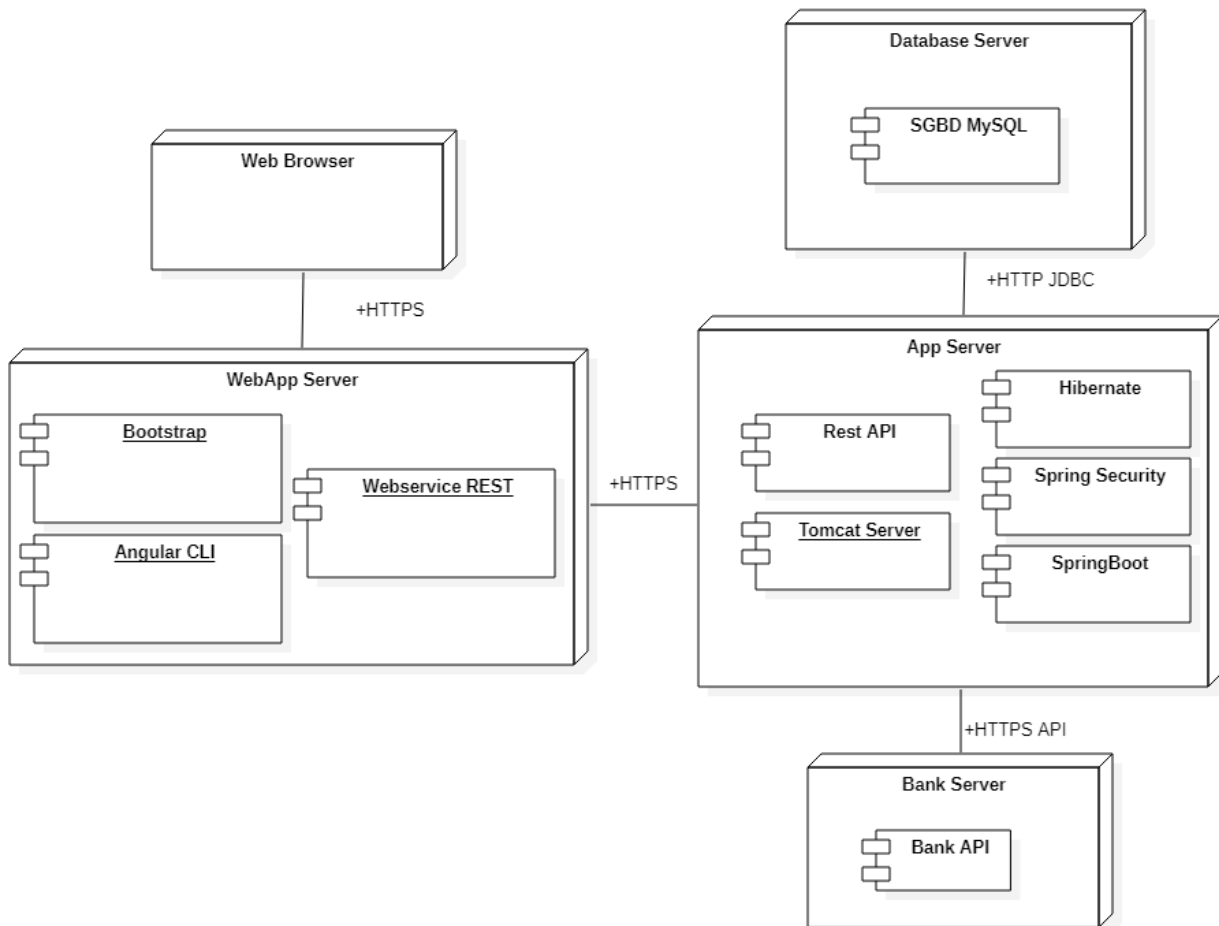 Database Server
SGBD MySQL
Web Browser
+HTTPS
+HTTP JDBC
WebApp Server
Bootstrap
Webservice REST
Angular CLI
+HTTPS
App Server
Hibernate
Rest API
Spring Security
Tomcat Server
SpringBoot
+HTTPS API
Bank Server
Bank API